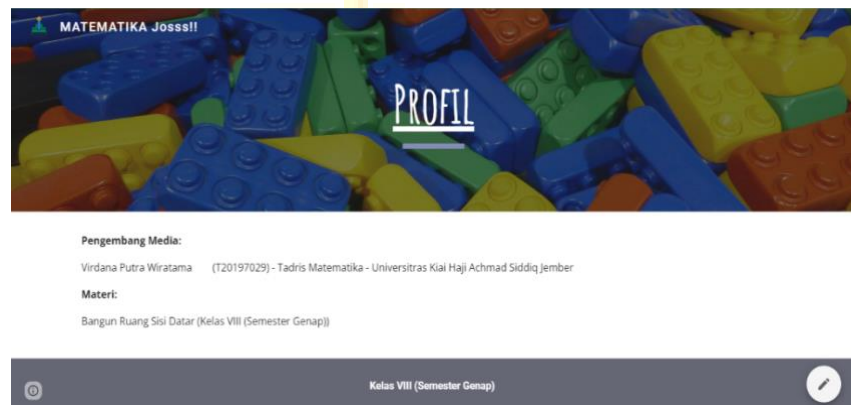 MATEMATIKA Josss!!
PROFIL
Pengembang Media:
Virdana Putra Wiratama (T20197029) - Tadris Matematika - Universitras Kiai Haji Achmad Siddiq Jember
Materi:
Bangun Ruang Sisi Datar (Kelas VIII (Semester Genap))
Kelas VIII (Semester Genap)